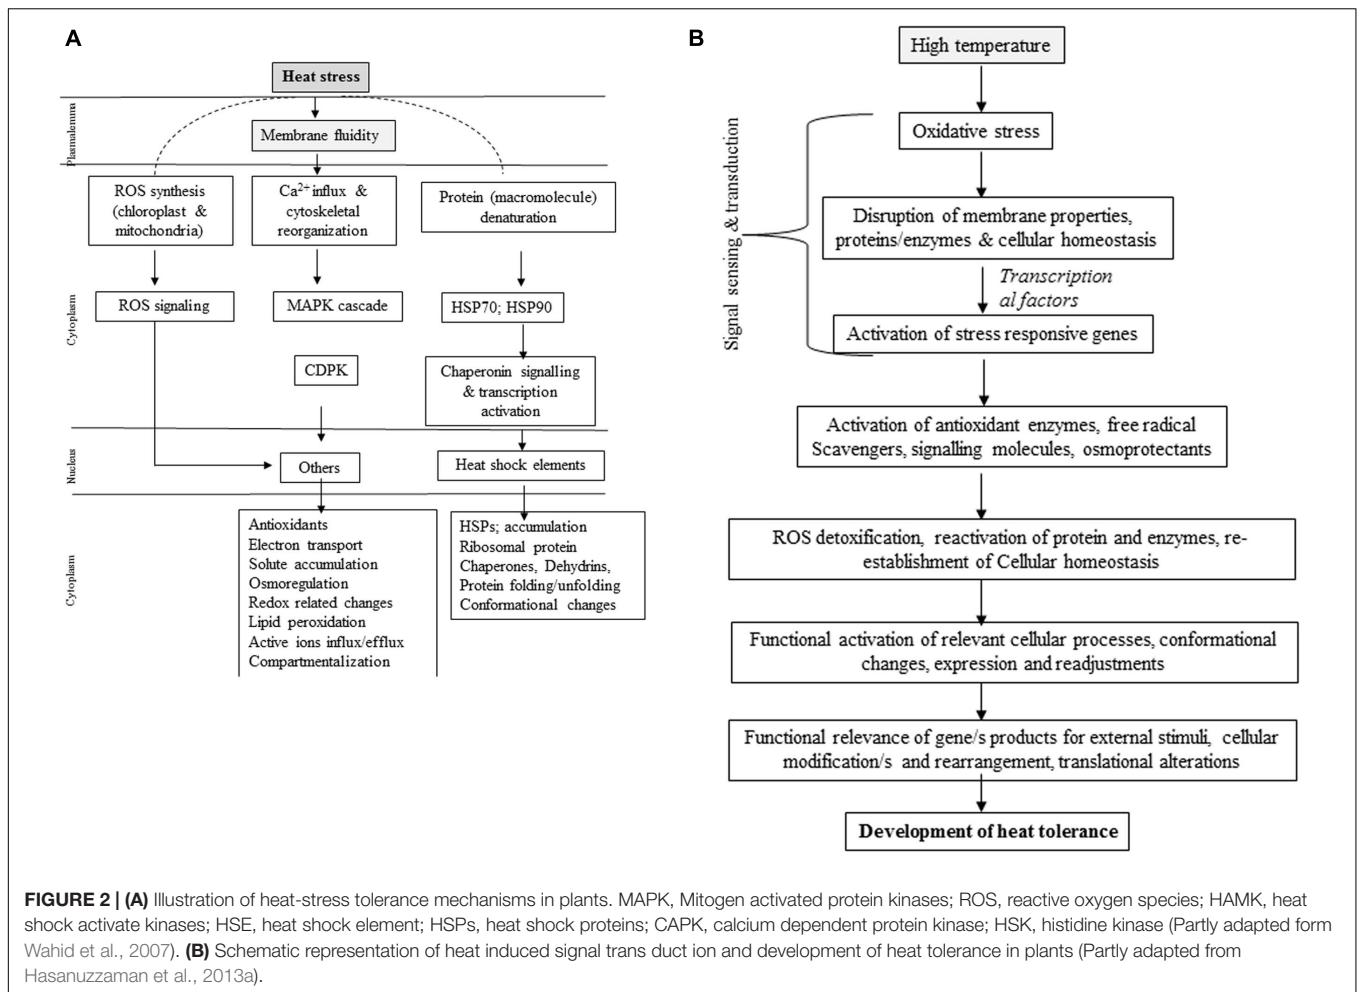 A
Heat stress
Plasmalemma
Membrane fluidity
ROS synthesis
(chloroplast &
mitochondria)
Ca2+ influx &
cytoskeletal
reorganization
Protein (macromolecule)
denaturation
Cytoplasm
ROS signaling
MAPK cascade
HSP70; HSP90
CDPK
Chaperonin signalling
& transcription
activation
Nucleus
Others
Heat shock elements
Cytoplasm
Antioxidants
Electron transport
Solute accumulation
Osmoregulation
Redox related changes
Lipid peroxidation
Active ions influx/efflux
Compartmentalization
HSPs; accumulation
Ribosomal protein
Chaperones, Dehydrins,
Protein folding/unfolding
Conformational changes
B
High temperature
Signal sensing & transduction
Oxidative stress
Disruption of membrane properties,
proteins/enzymes & cellular homeostasis
Transcription
al factors
Activation of stress responsive genes
Activation of antioxidant enzymes, free radical
Scavengers, signalling molecules, osmoprotectants
ROS detoxification, reactivation of protein and enzymes, re-
establishment of Cellular homeostasis
Functional activation of relevant cellular processes, conformational
changes, expression and readjustments
Functional relevance of gene/s products for external stimuli, cellular
modification/s and rearrangement, translational alterations
Development of heat tolerance
FIGURE 2 | (A) Illustration of heat-stress tolerance mechanisms in plants. MAPK, Mitogen activated protein kinases; ROS, reactive oxygen species; HAMK, heat
shock activate kinases; HSE, heat shock element; HSPs, heat shock proteins; CAPK, calcium dependent protein kinase; HSK, histidine kinase (Partly adapted form
Wahid et al., 2007). (B) Schematic representation of heat induced signal trans duct ion and development of heat tolerance in plants (Partly adapted from
Hasanuzzaman et al., 2013a).